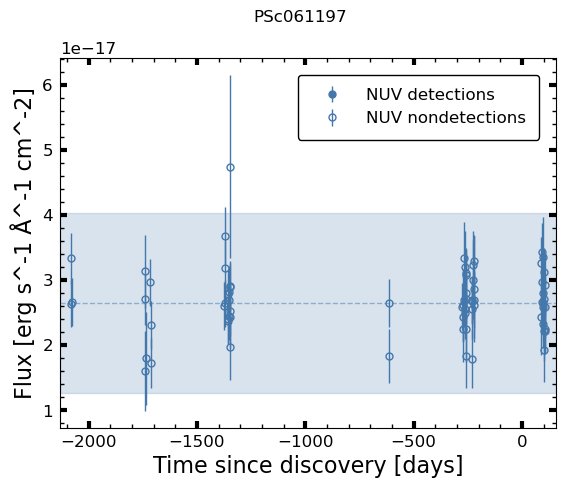 PSc061197
1e−17
NUV detections
NUV nondetections
6
5
4
3
2
1
Flux [erg s^-1 Å^-1 cm^-2]
−2000 −1500 −1000 −500 0
Time since discovery [days]